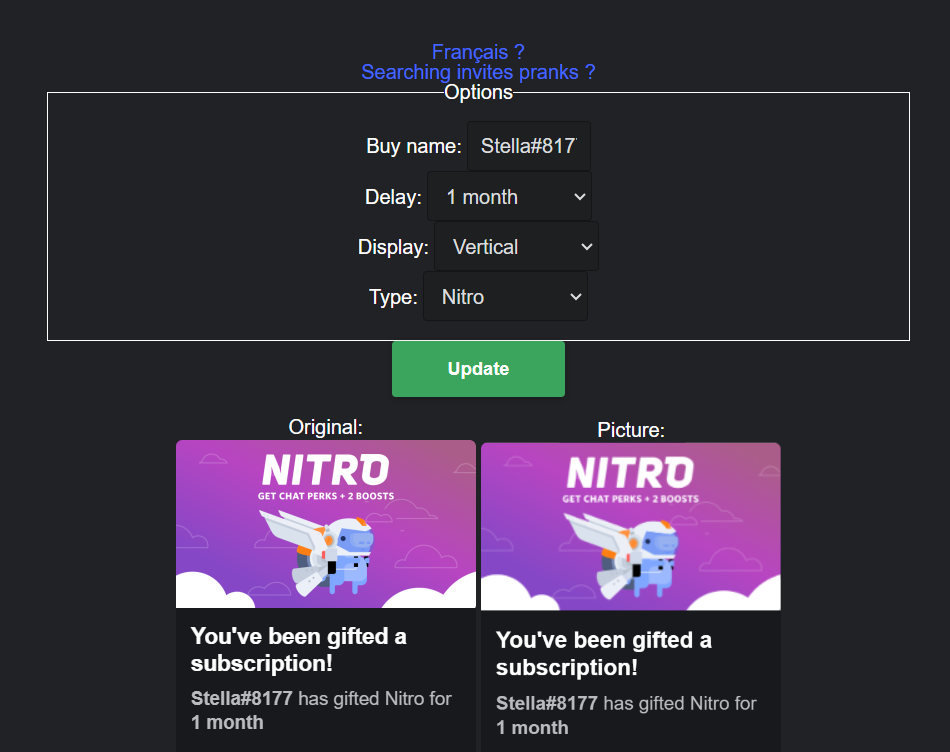 Français ?
Searching invites pranks ?
Options
Buy name: Stella#817
Delay: 1 month
Display: Vertical
Type: Nitro
Update
Original:
NITRO
GET CHAT PERKS + 2 BOOSTS
You've been gifted a
subscription!
Stella#8177 has gifted Nitro for
1 month
Picture:
NITRO
GET CHAT PERKS + 2 BOOSTS
You've been gifted a
subscription!
Stella#8177 has gifted Nitro for
1 month